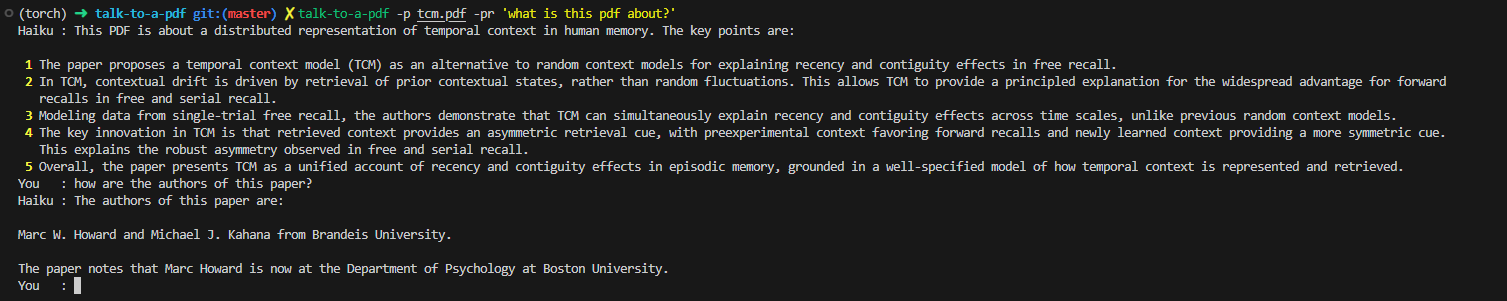 (torch) ➜ talk-to-a-pdf git:(master) ✗ talk-to-a-pdf -p tcm.pdf -pr 'what is this pdf about?'
Haiku : This PDF is about a distributed representation of temporal context in human memory. The key points are:
1 The paper proposes a temporal context model (TCM) as an alternative to random context models for explaining recency and contiguity effects in free recall.
2 In TCM, contextual drift is driven by retrieval of prior contextual states, rather than random fluctuations. This allows TCM to provide a principled explanation for the widespread advantage for forward
recalls in free and serial recall.
3 Modeling data from single-trial free recall, the authors demonstrate that TCM can simultaneously explain recency and contiguity effects across time scales, unlike previous random context models.
4 The key innovation in TCM is that retrieved context provides an asymmetric retrieval cue, with preexperimental context favoring forward recalls and newly learned context providing a more symmetric cue.
This explains the robust asymmetry observed in free and serial recall.
5 Overall, the paper presents TCM as a unified account of recency and contiguity effects in episodic memory, grounded in a well-specified model of how temporal context is represented and retrieved.
You : how are the authors of this paper?
Haiku : The authors of this paper are:
Marc W. Howard and Michael J. Kahana from Brandeis University.
The paper notes that Marc Howard is now at the Department of Psychology at Boston University.
You :